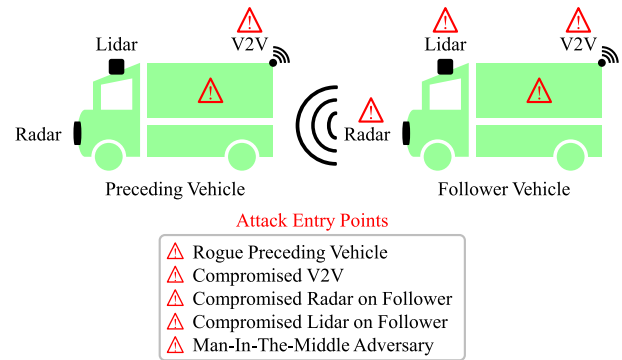 Lidar
V2V
Lidar
V2V
Radar
Radar
Preceding Vehicle
Follower Vehicle
Attack Entry Points
Rogue Preceding Vehicle
Compromised V2V
Compromised Radar on Follower
Compromised Lidar on Follower
Man-In-The-Middle Adversary